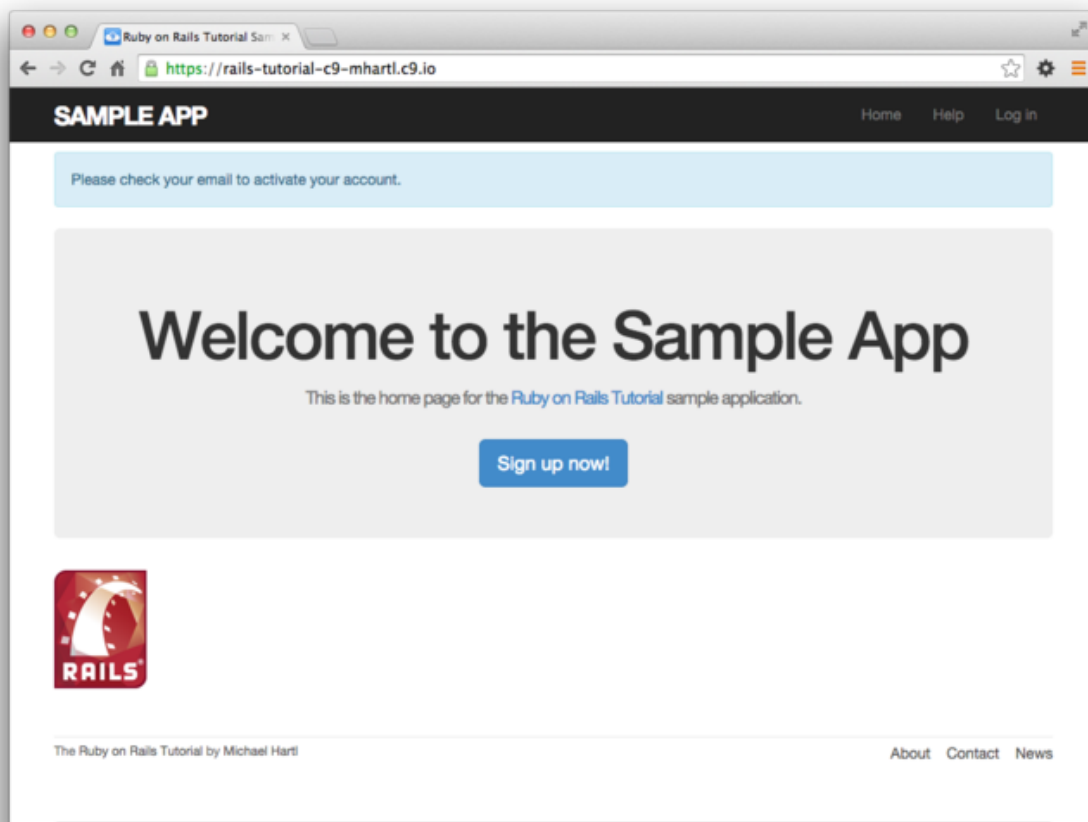 Ruby on Rails Tutorial Sam
https://rails-tutorial-c9-mhartl.c9.io
SAMPLE APP
Home Help Log in
Please check your email to activate your account.
Welcome to the Sample App
This is the home page for the Ruby on Rails Tutorial sample application.
Sign up now!
RAILS
The Ruby on Rails Tutorial by Michael Hartl
About Contact News